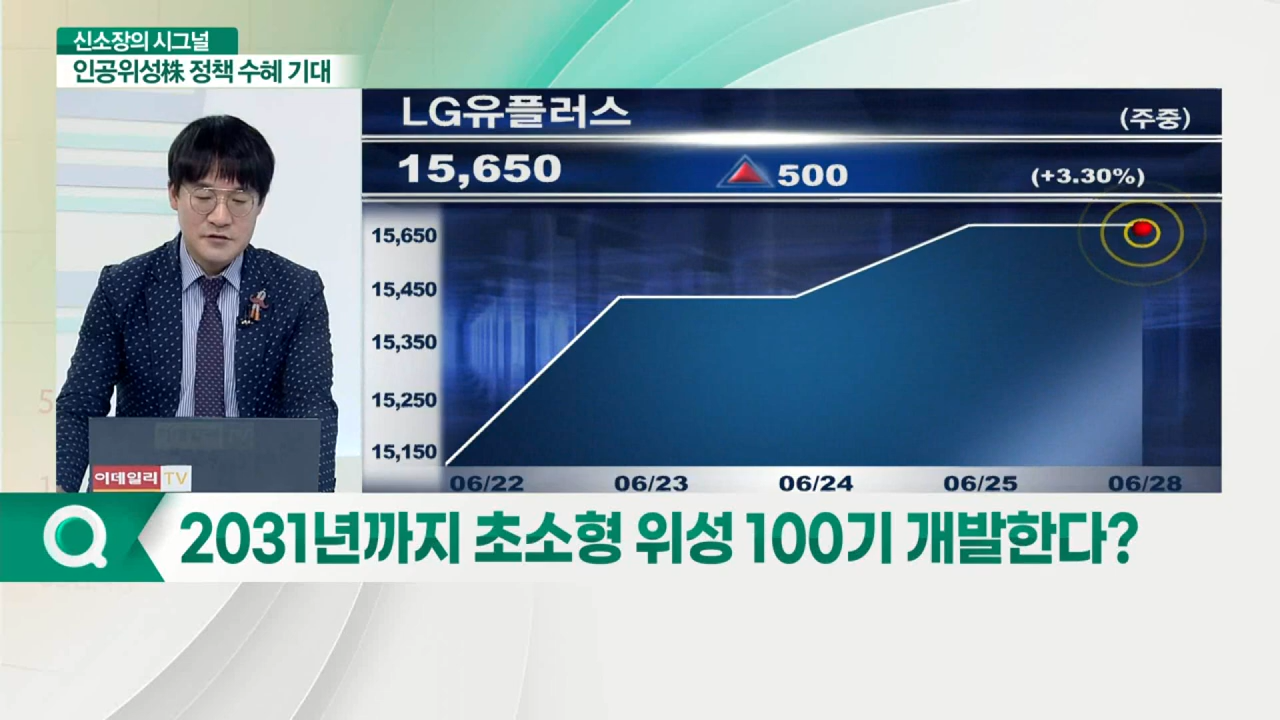 신소장의 시그널
인공위성株 정책 수혜 기대
LG유플러스 (주중)
15,650 500 (+3.30%)
15,650
15,450
15,350
15,250
15,150
06/22 06/23 06/24 06/25 06/28
이데일리 TV
2031년까지 초소형 위성 100기 개발한다?